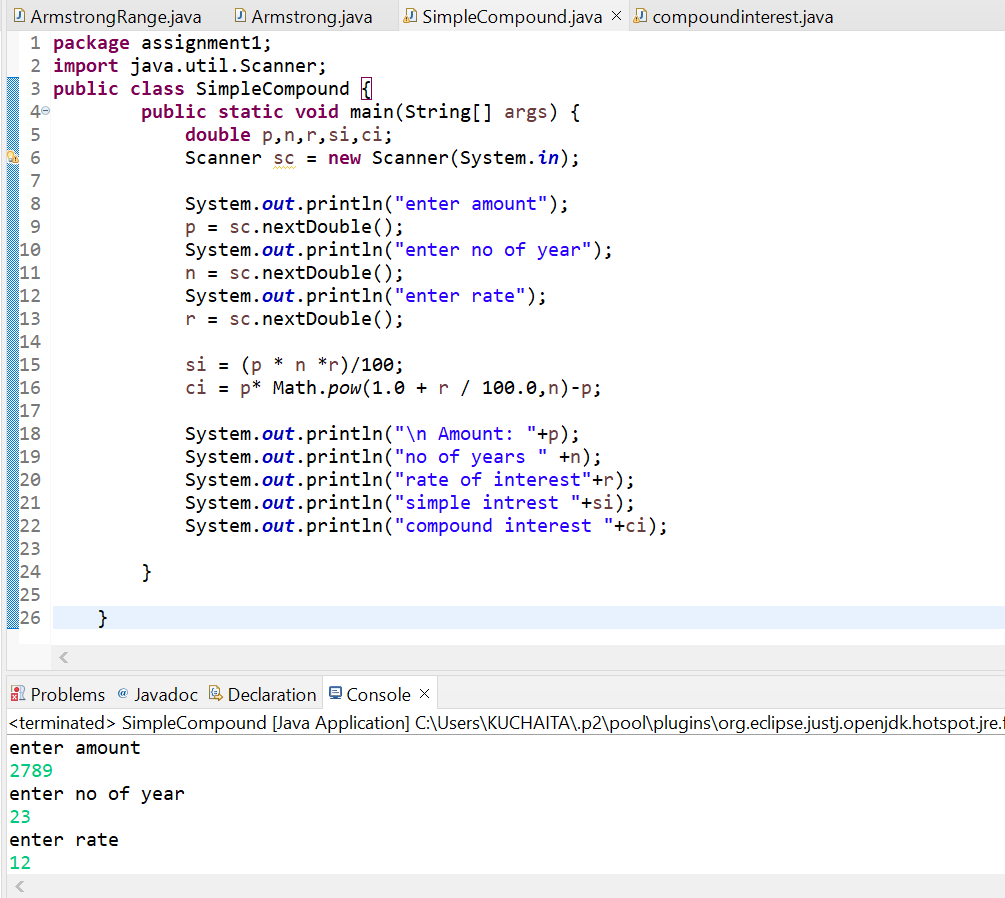 ArmstrongRange.java Armstrong.java SimpleCompound.java × compoundinterest.java
1 package assignment1;
2 import java.util.Scanner;
3 public class SimpleCompound {
4 public static void main(String[] args) {
5 double p,n,r,si,ci;
6 Scanner sc = new Scanner(System.in);
7
8 System.out.println("enter amount");
9 p = sc.nextDouble();
10 System.out.println("enter no of year");
11 n = sc.nextDouble();
12 System.out.println("enter rate");
13 r = sc.nextDouble();
14
15 si = (p * n *r)/100;
16 ci = p* Math.pow(1.0 + r / 100.0,n)-p;
17
18 System.out.println("\n Amount: "+p);
19 System.out.println("no of years " +n);
20 System.out.println("rate of interest"+r);
21 System.out.println("simple intrest "+si);
22 System.out.println("compound interest "+ci);
23
24 }
25
26 }
Problems @ Javadoc Declaration Console ×
<terminated> SimpleCompound [Java Application] C:\Users\KUCHAITA\.p2\pool\plugins\org.eclipse.justj.openjdk.hotspot.jre.f
enter amount
2789
enter no of year
23
enter rate
12